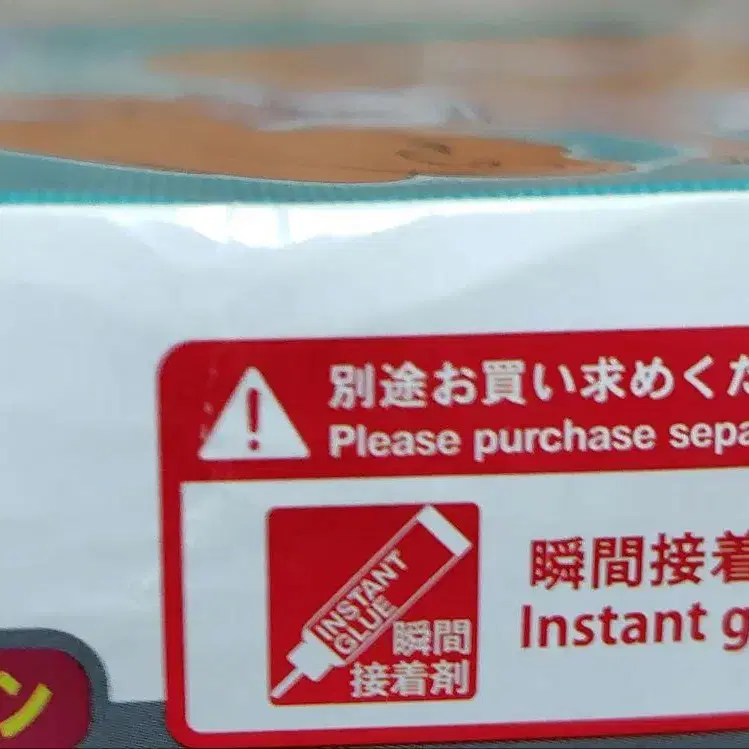 別途お買い求めくだ
Please purchase sepa
INSTANT
GLUE
瞬間
接着剤
瞬間接着
Instant g
ン